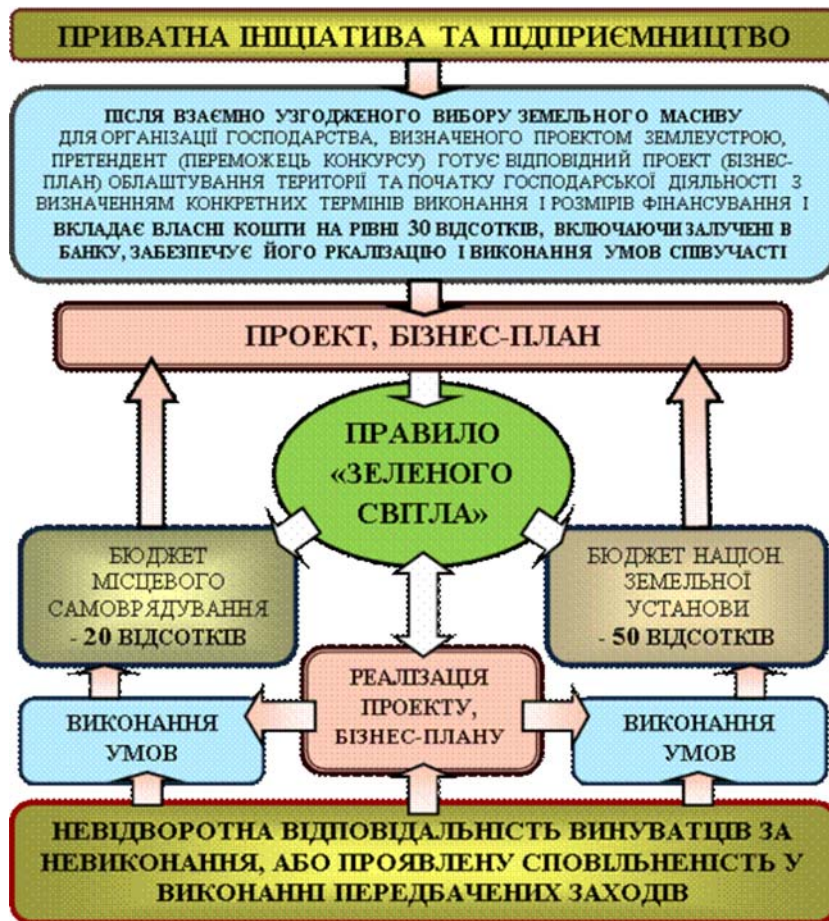 ПРИВАТНА ІНІЦІАТИВА ТА ПІДПРИЄМНИЦТВО
ПІСЛЯ ВЗАЄМНО УЗГОДЖЕНОГО ВИБОРУ ЗЕМЕЛЬНОГО МАСИВУ
ДЛЯ ОРГАНІЗАЦІЇ ГОСПОДАРСТВА, ВИЗНАЧЕНОГО ПРОЕКТОМ ЗЕМЛЕУСТРОЮ,
ПРЕТЕНДЕНТ (ПЕРЕМОЖЕЦЬ КОНКУРСУ) ГОТУЄ ВІДПОВІДНИЙ ПРОЕКТ (БІЗНЕС-
ПЛАН) ОБЛАШТУВАННЯ ТЕРИТОРІЇ ТА ПОЧАТКУ ГОСПОДАРСЬКОЇ ДІЯЛЬНОСТІ З
ВИЗНАЧЕННЯМ КОНКРЕТНИХ ТЕРМІНІВ ВИКОНАННЯ І РОЗМІРІВ ФІНАНСУВАННЯ І
ВКЛАДАЄ ВЛАСНІ КОШТИ НА РІВНІ 30 ВІДСОТКІВ, ВКЛЮЧАЮЧИ ЗАЛУЧЕНІ В
БАНКУ, ЗАБЕЗПЕЧУЄ ЙОГО РКАЛІЗАЦІЮ І ВИКОНАННЯ УМОВ СПІВУЧАСТІ
ПРОЕКТ, БІЗНЕС-ПЛАН
ПРАВИЛО
«ЗЕЛЕНОГО
СВІТЛА»
БЮДЖЕТ
МІСЦЕВОГО
САМОВРЯДУВАННЯ
- 20 ВІДСОТКІВ
БЮДЖЕТ НАЦІОН.
ЗЕМЕЛЬНОЇ
УСТАНОВИ
- 50 ВІДСОТКІВ
РЕАЛІЗАЦІЯ
ПРОЕКТУ,
БІЗНЕС-ПЛАНУ
ВИКОНАННЯ
УМОВ
ВИКОНАННЯ
УМОВ
НЕВІДВОРОТНА ВІДПОВІДАЛЬНІСТЬ ВИНУВАТЦІВ ЗА
НЕВИКОНАННЯ, АБО ПРОЯВЛЕНУ СПОВІЛЬНЕНІСТЬ У
ВИКОНАННІ ПЕРЕДБАЧЕНИХ ЗАХОДІВ